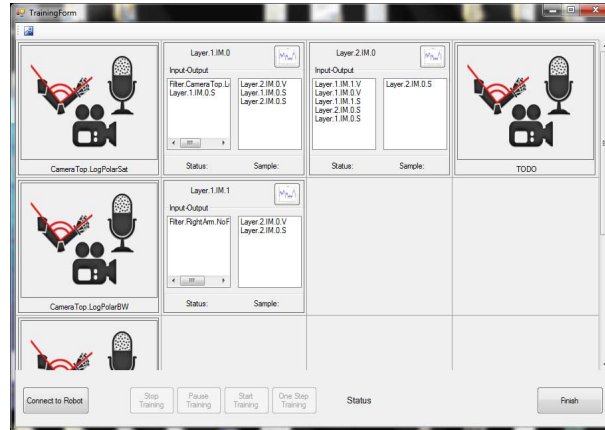 TrainingForm
Layer.1.IM.0
Input-Output
Filter.CameraTop.L
Layer.1.IM.0.S
Layer.2.IM.0.V
Layer.1.IM.0.S
Layer.2.IM.0.S
Status:
Sample:
Layer.2.IM.0
Input-Output
Layer.1.IM.1.V
Layer.1.IM.0.V
Layer.1.IM.1.S
Layer.2.IM.0.S
Layer.1.IM.0.S
Layer.2.IM.0.S
Status:
Sample:
CameraTop.LogPolarSat
TODO
Layer.1.IM.1
Input-Output
Filter.RightArm.NoF
Layer.2.IM.0.V
Layer.2.IM.0.S
Status:
Sample:
CameraTop.LogPolarBW
Connect to Robot
Stop
Training
Pause
Training
Start
Training
One Step
Training
Status
Finish